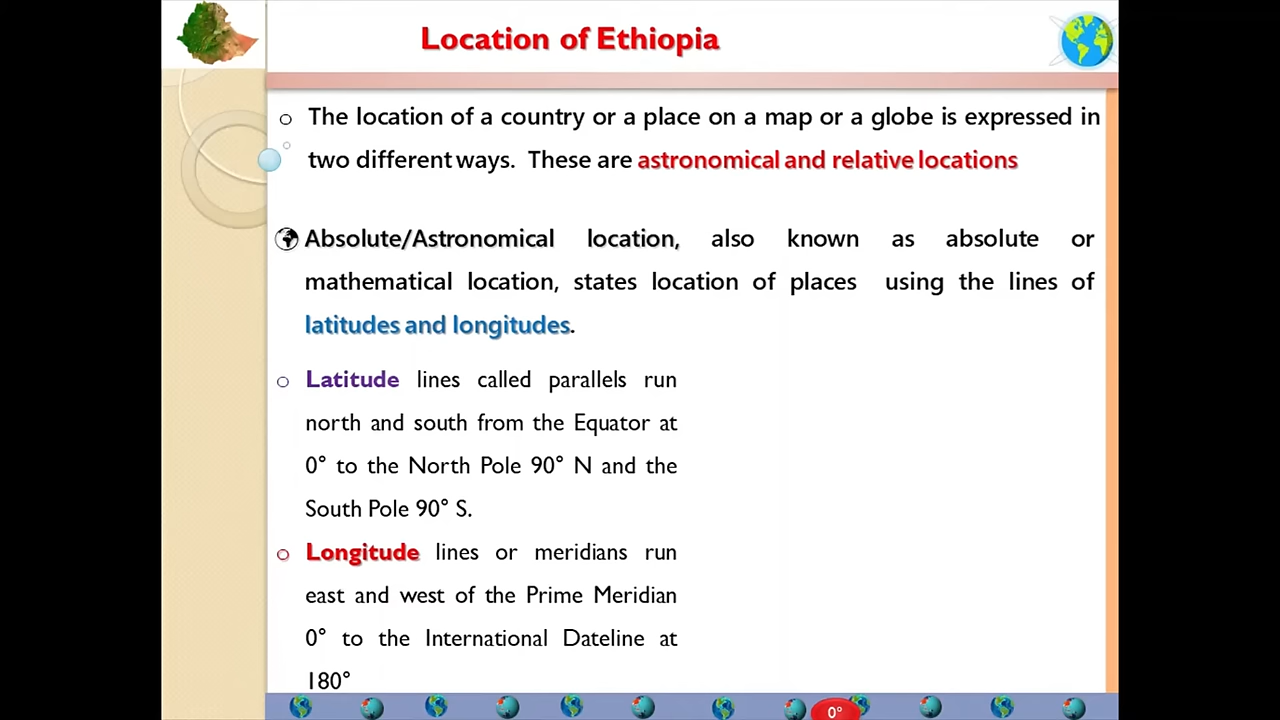 Location of Ethiopia
The location of a country or a place on a map or a globe is expressed in
two different ways. These are astronomical and relative locations
Absolute/Astronomical location, also known as absolute or
mathematical location, states location of places using the lines of
latitudes and longitudes.
Latitude lines called parallels run
north and south from the Equator at
0° to the North Pole 90° N and the
South Pole 90° S.
Longitude lines or meridians run
east and west of the Prime Meridian
0° to the International Dateline at
180°
0°